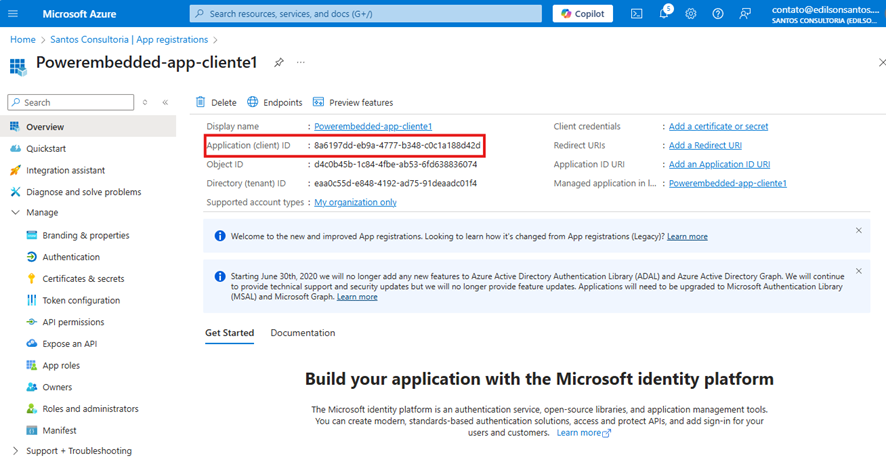 Microsoft Azure
Search resources, services, and docs (G+/)
Copilot
5
contato@edilsonsantos....
SANTOS CONSULTORIA (EDILSO...
Home > Santos Consultoria | App registrations >
Powerembedded-app-cliente1
Search
Overview
Quickstart
Integration assistant
Diagnose and solve problems
Manage
Branding & properties
Authentication
Certificates & secrets
Token configuration
API permissions
Expose an API
App roles
Owners
Roles and administrators
Manifest
Support + Troubleshooting
Delete
Endpoints
Preview features
Display name : Powerembedded-app-cliente1
Application (client) ID : 8a6197dd-eb9a-4777-b348-c0c1a188d42d
Object ID : d4c0b45b-1c84-4fbe-ab53-6fd638836074
Directory (tenant) ID : eaa0c55d-e848-4192-ad75-91deaadc01f4
Supported account types : My organization only
Client credentials : Add a certificate or secret
Redirect URIs : Add a Redirect URI
Application ID URI : Add an Application ID URI
Managed application in l... : Powerembedded-app-cliente1
Welcome to the new and improved App registrations. Looking to learn how it's changed from App registrations (Legacy)? Learn more
Starting June 30th, 2020 we will no longer add any new features to Azure Active Directory Authentication Library (ADAL) and Azure Active Directory Graph. We will continue
to provide technical support and security updates but we will no longer provide feature updates. Applications will need to be upgraded to Microsoft Authentication Library
(MSAL) and Microsoft Graph. Learn more
Get Started
Documentation
Build your application with the Microsoft identity platform
The Microsoft identity platform is an authentication service, open-source libraries, and application management tools.
You can create modern, standards-based authentication solutions, access and protect APIs, and add sign-in for your
users and customers. Learn more